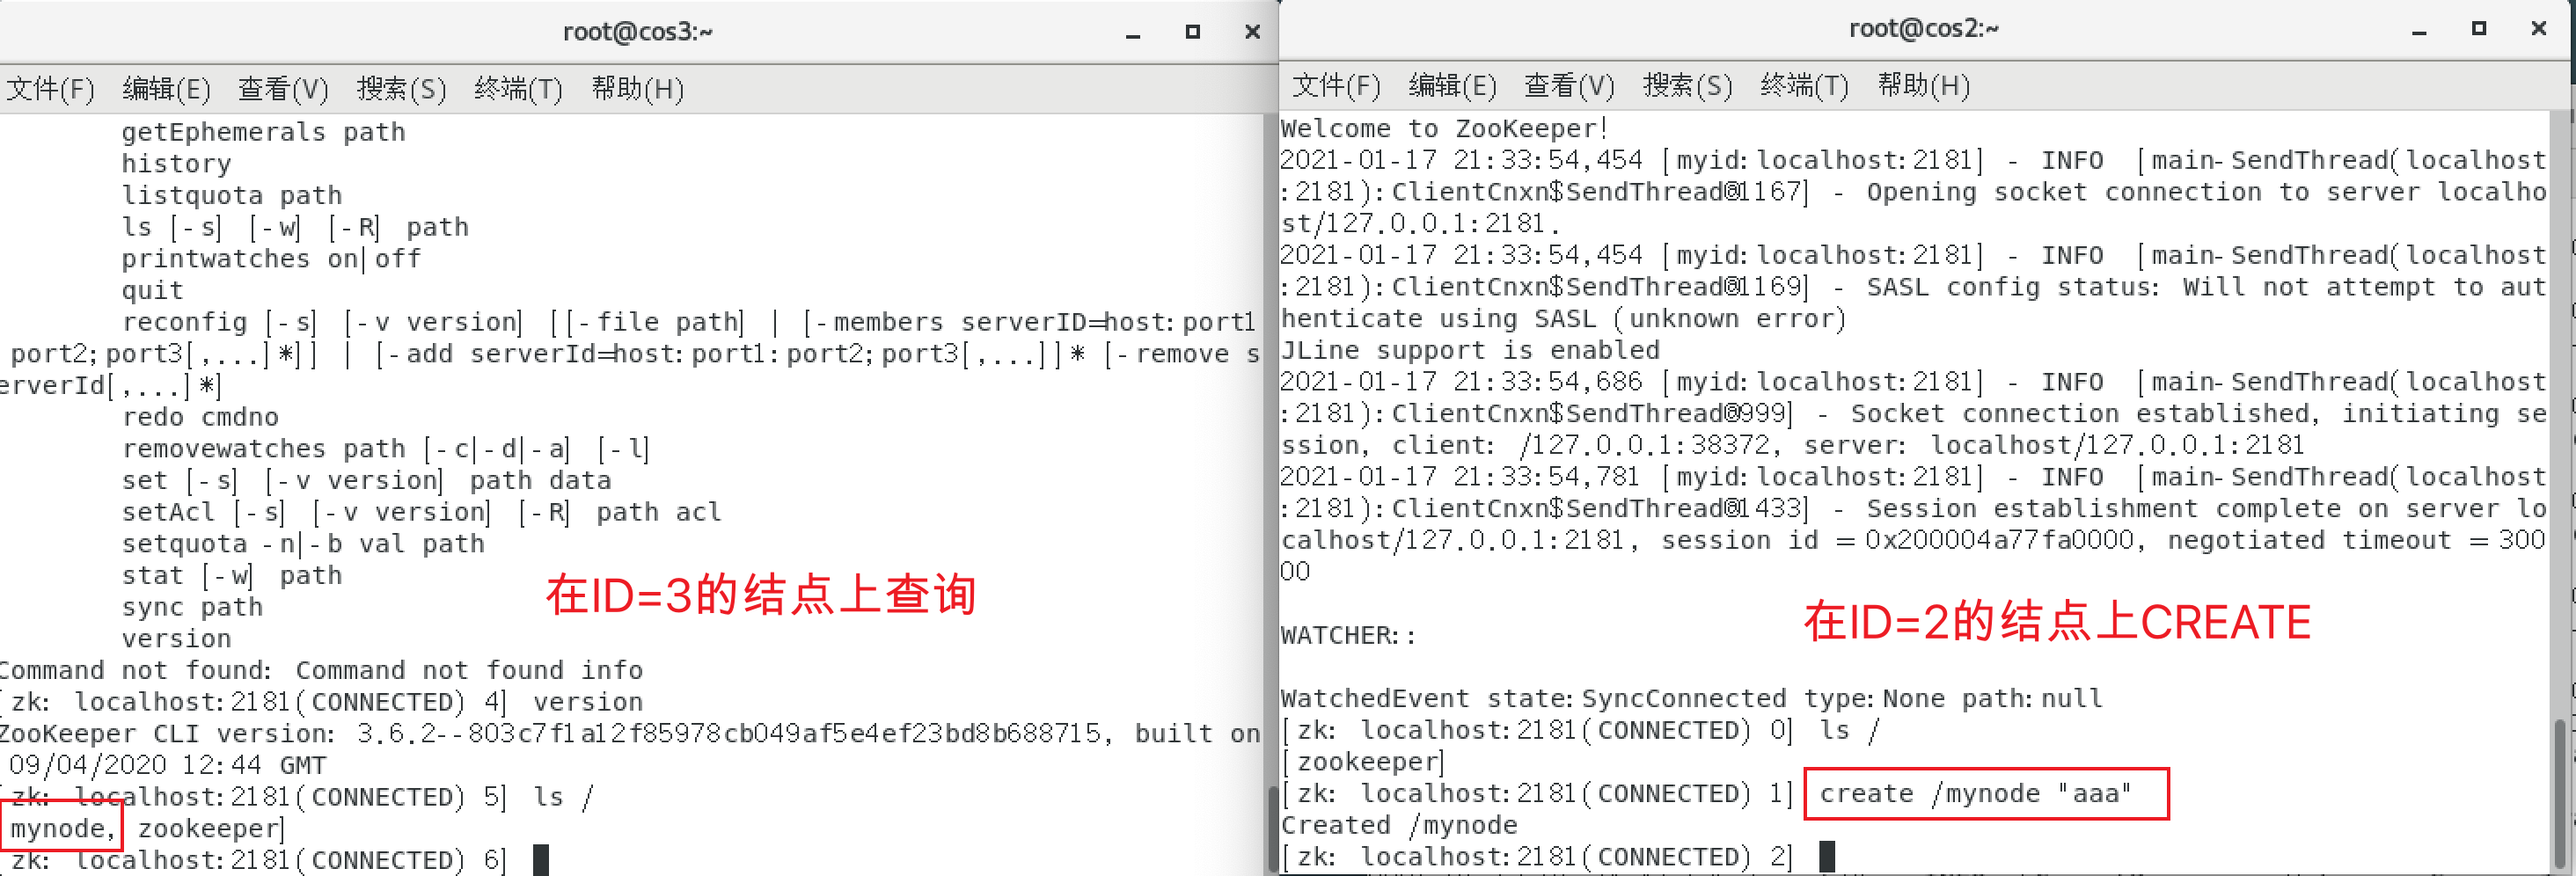 root@cos3:~
文件(F) 编辑(E) 查看(V) 搜索(S) 终端(T) 帮助(H)
getEphemerals path
history
listquota path
ls [-s] [-w] [-R] path
printwatches on|off
quit
reconfig [-s] [-v version] [[-file path] | [-members serverID=host:port1
port2;port3[,...]*]] | [-add serverId=host:port1:port2;port3[,...]]* [-remove s
erverId[,...]*]
redo cmdno
removewatches path [-c|-d|-a] [-l]
set [-s] [-v version] path data
setAcl [-s] [-v version] [-R] path acl
setquota -n|-b val path
stat [-w] path
sync path
version
在ID=3的结点上查询
Command not found: Command not found info
[zk: localhost:2181(CONNECTED) 4] version
ZooKeeper CLI version: 3.6.2--803c7f1a12f85978cb049af5e4ef23bd8b688715, built on
09/04/2020 12:44 GMT
[zk: localhost:2181(CONNECTED) 5] ls /
mynode, zookeeper]
[zk: localhost:2181(CONNECTED) 6]
root@cos2:~
文件(F) 编辑(E) 查看(V) 搜索(S) 终端(T) 帮助(H)
Welcome to ZooKeeper!
2021-01-17 21:33:54,454 [myid:localhost:2181] - INFO  [main-SendThread(localhost
:2181):ClientCnxn$SendThread@1167] - Opening socket connection to server localho
st/127.0.0.1:2181.
2021-01-17 21:33:54,454 [myid:localhost:2181] - INFO  [main-SendThread(localhost
:2181):ClientCnxn$SendThread@1169] - SASL config status: Will not attempt to aut
henticate using SASL (unknown error)
JLine support is enabled
2021-01-17 21:33:54,686 [myid:localhost:2181] - INFO  [main-SendThread(localhost
:2181):ClientCnxn$SendThread@999] - Socket connection established, initiating se
ssion, client: /127.0.0.1:38372, server: localhost/127.0.0.1:2181
2021-01-17 21:33:54,781 [myid:localhost:2181] - INFO  [main-SendThread(localhost
:2181):ClientCnxn$SendThread@1433] - Session establishment complete on server lo
calhost/127.0.0.1:2181, session id = 0x200004a77fa0000, negotiated timeout = 300
00
在ID=2的结点上CREATE
WATCHER::
WatchedEvent state:SyncConnected type:None path:null
[zk: localhost:2181(CONNECTED) 0] ls /
[zookeeper]
[zk: localhost:2181(CONNECTED) 1] create /mynode "aaa"
Created /mynode
[zk: localhost:2181(CONNECTED) 2]